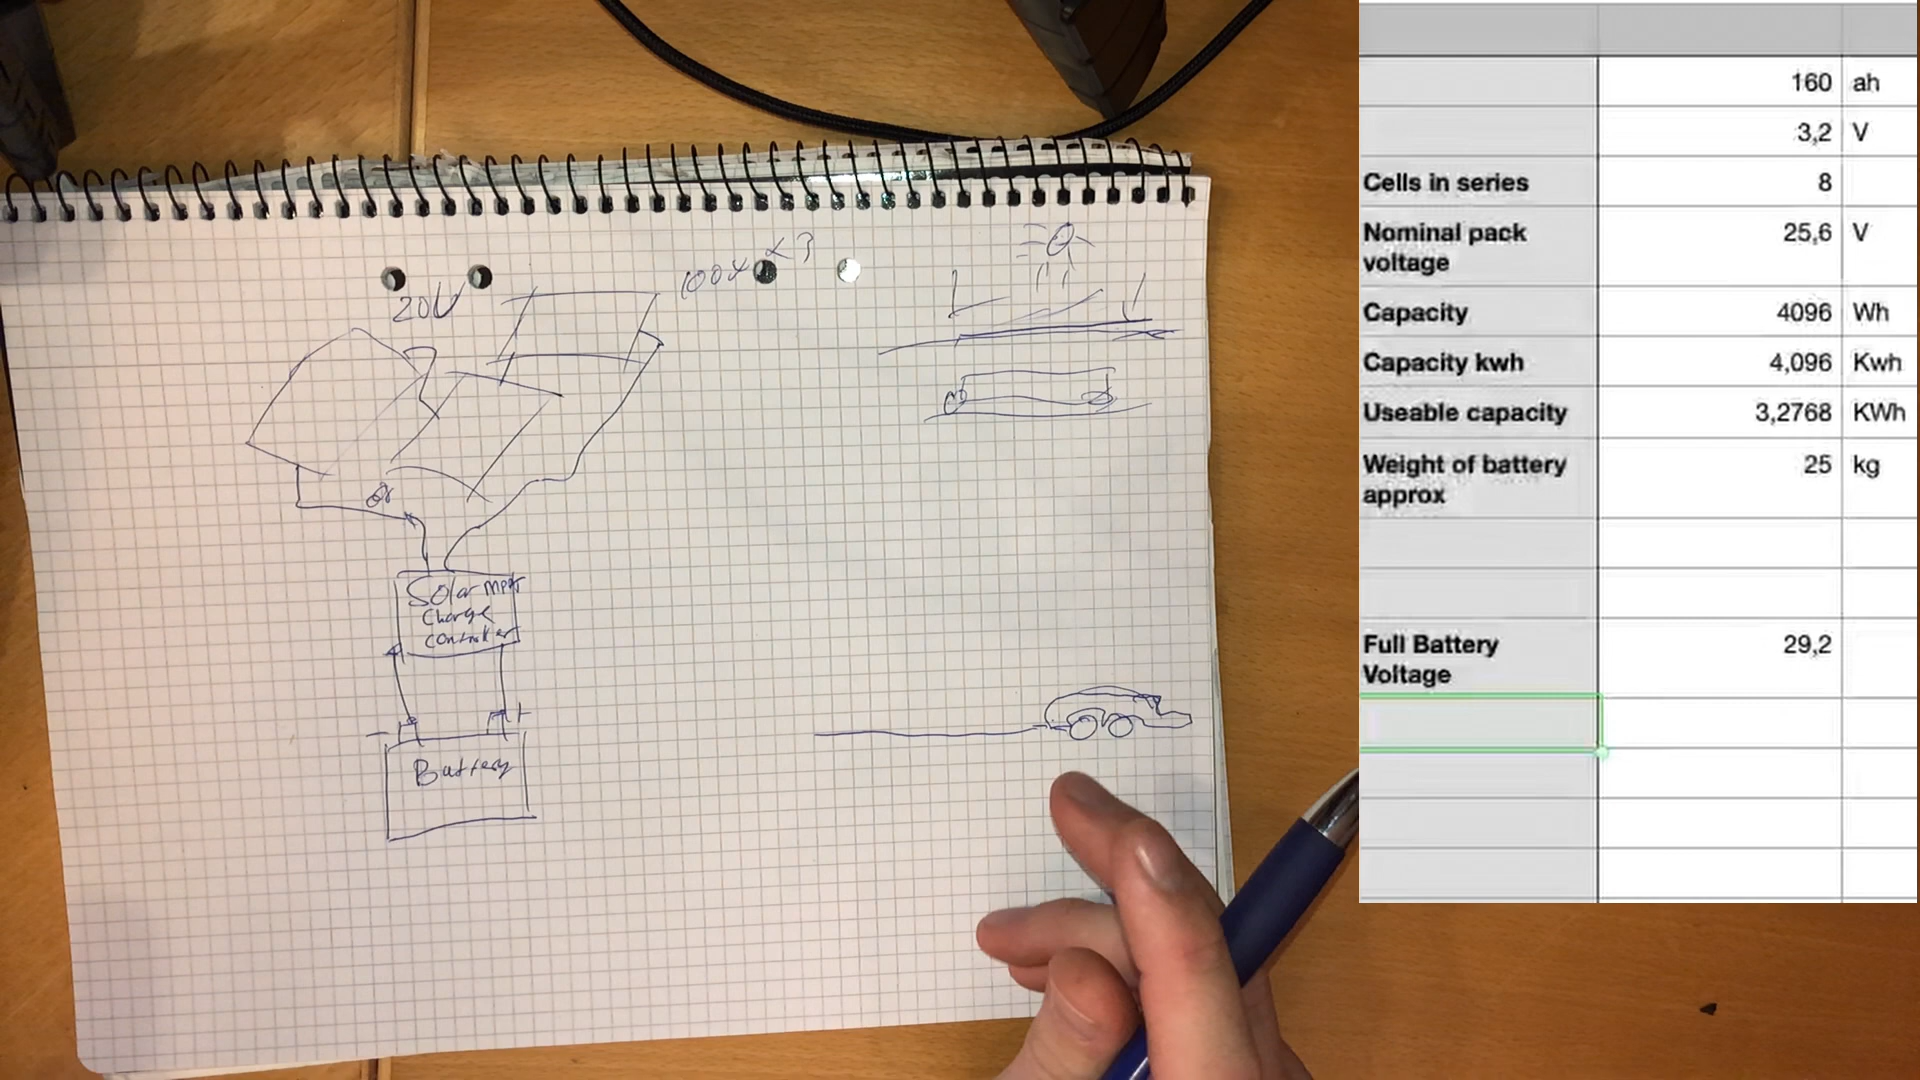 20V
100W x 3
or
Solar MPPT
Charge
controller
- +
Battery
160 ah
3,2 V
Cells in series 8
Nominal pack voltage 25,6 V
Capacity 4096 Wh
Capacity kwh 4,096 Kwh
Useable capacity 3,2768 KWh
Weight of battery approx 25 kg
Full Battery Voltage 29,2